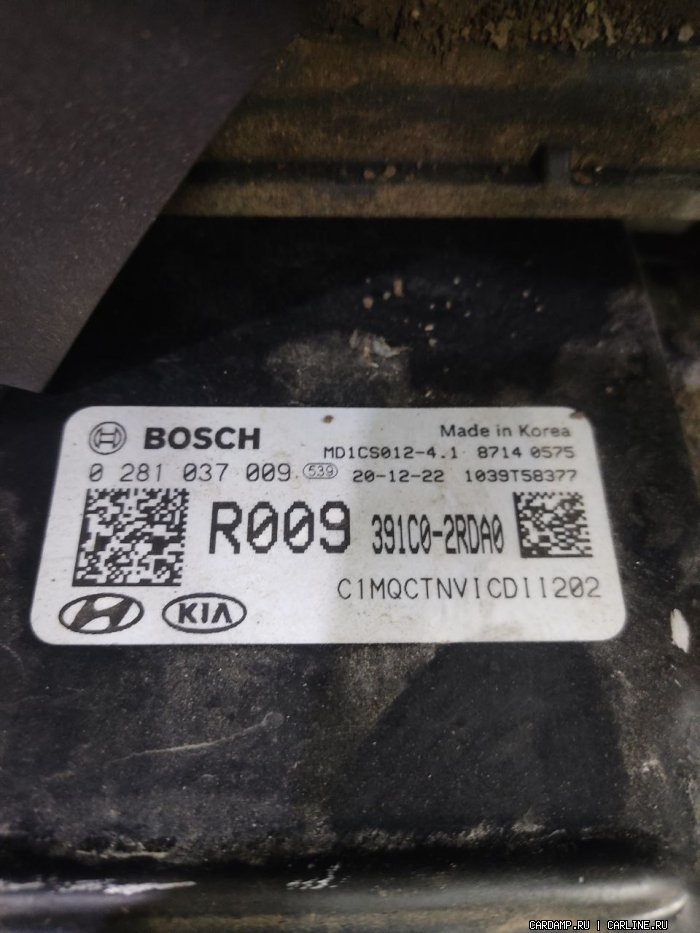 BOSCH
Made in Korea
MD1CS012-4.1 8714 0575
0 281 037 009 539 20-12-22 1039T58377
R009 391C0-2RDA0
C1MQCTNVICDII202
KIA
CARDAMP.RU | CARLINE.RU